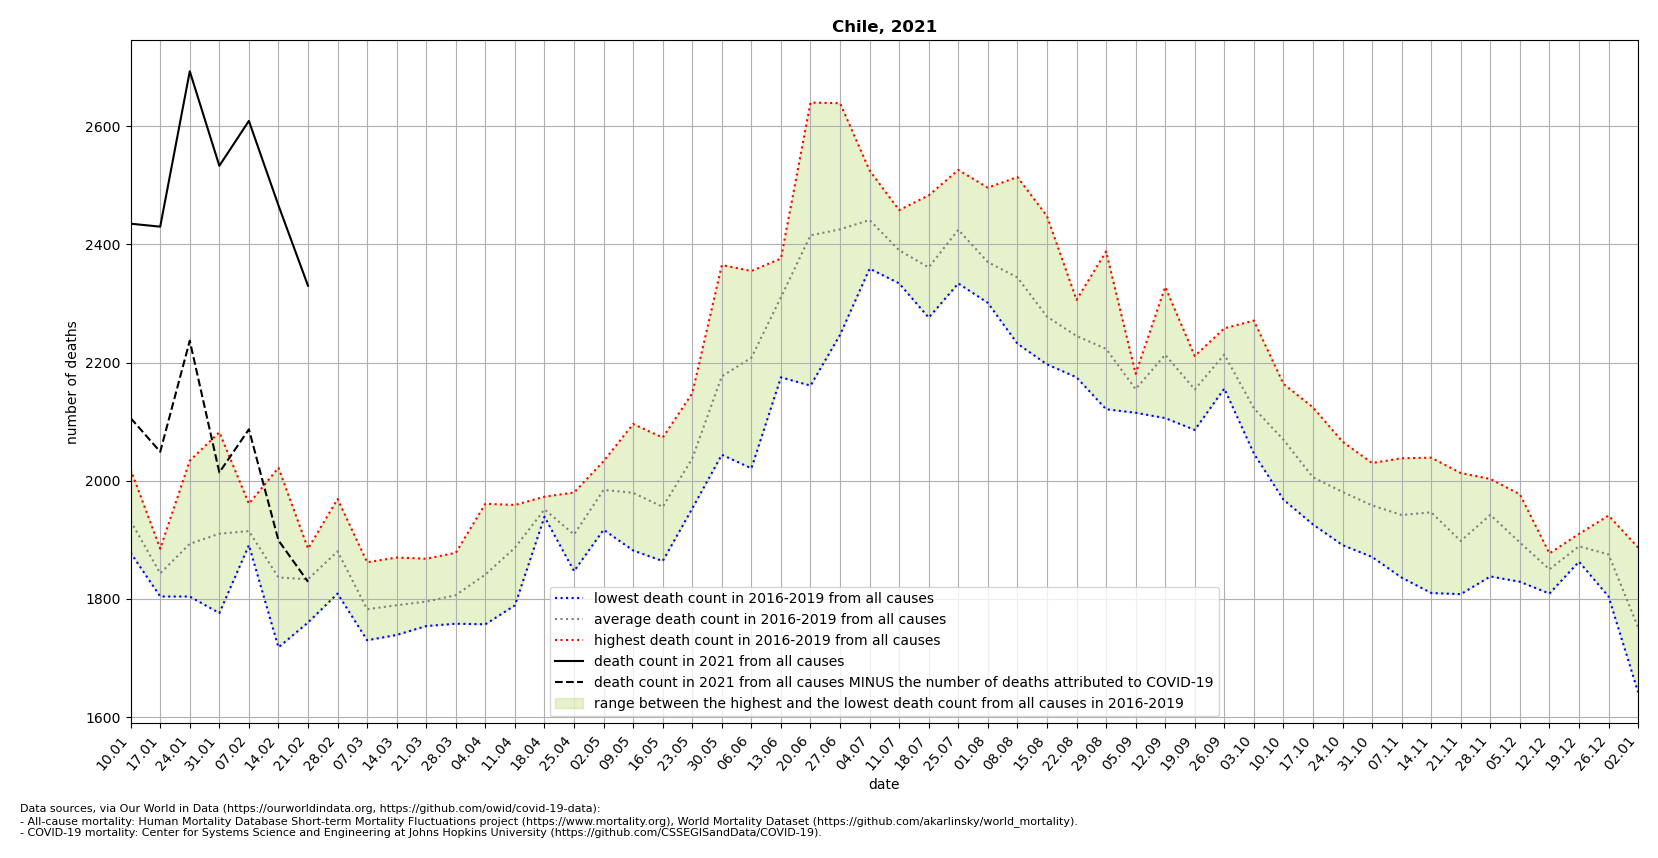 Chile, 2021
number of deaths
2600
2400
2200
2000
1800
1600
lowest death count in 2016-2019 from all causes
average death count in 2016-2019 from all causes
highest death count in 2016-2019 from all causes
death count in 2021 from all causes
death count in 2021 from all causes MINUS the number of deaths attributed to COVID-19
range between the highest and the lowest death count from all causes in 2016-2019
10.01 17.01 24.01 31.01 07.02 14.02 21.02 28.02 07.03 14.03 21.03 28.03 04.04 11.04 18.04 25.04 02.05 09.05 16.05 23.05 30.05 06.06 13.06 20.06 27.06 04.07 11.07 18.07 25.07 01.08 08.08 15.08 22.08 29.08 05.09 12.09 19.09 26.09 03.10 10.10 17.10 24.10 31.10 07.11 14.11 21.11 28.11 05.12 12.12 19.12 26.12 02.01
date
Data sources, via Our World in Data (https://ourworldindata.org, https://github.com/owid/covid-19-data):
- All-cause mortality: Human Mortality Database Short-term Mortality Fluctuations project (https://www.mortality.org), World Mortality Dataset (https://github.com/akarlinsky/world_mortality).
- COVID-19 mortality: Center for Systems Science and Engineering at Johns Hopkins University (https://github.com/CSSEGISandData/COVID-19).